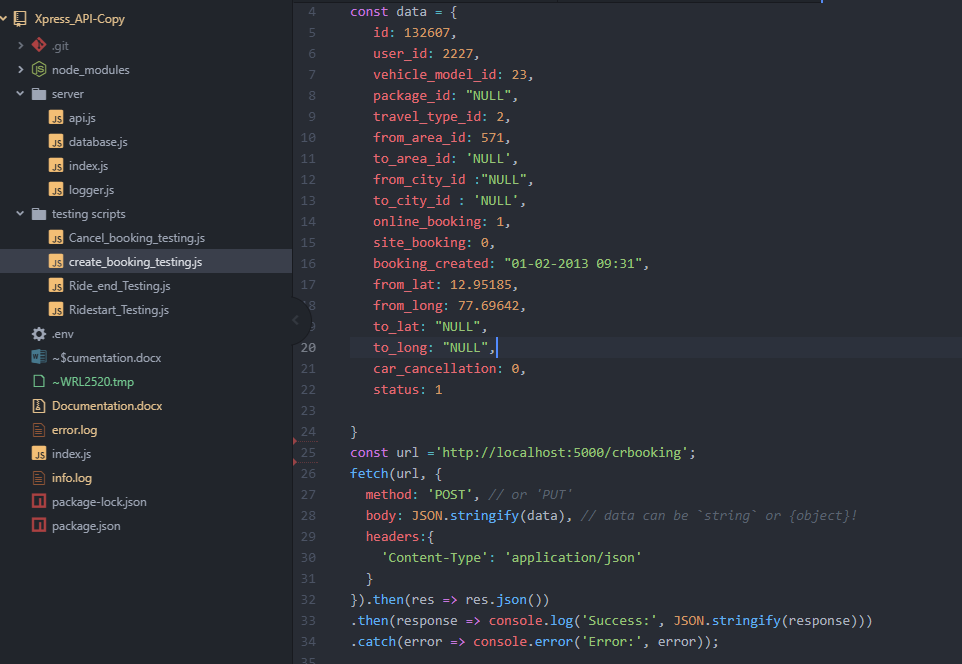 Xpress_API-Copy
.git
node_modules
server
api.js
database.js
index.js
logger.js
testing scripts
Cancel_booking_testing.js
create_booking_testing.js
Ride_end_Testing.js
Ridestart_Testing.js
.env
~$cumentation.docx
~WRL2520.tmp
Documentation.docx
error.log
index.js
info.log
package-lock.json
package.json
4 const data = {
5 id: 132607,
6 user_id: 2227,
7 vehicle_model_id: 23,
8 package_id: "NULL",
9 travel_type_id: 2,
10 from_area_id: 571,
11 to_area_id: 'NULL',
12 from_city_id :"NULL",
13 to_city_id : 'NULL',
14 online_booking: 1,
15 site_booking: 0,
16 booking_created: "01-02-2013 09:31",
17 from_lat: 12.95185,
18 from_long: 77.69642,
9 to_lat: "NULL",
20 to_long: "NULL",
21 car_cancellation: 0,
22 status: 1
23
24 }
25 const url ='http://localhost:5000/crbooking';
26 fetch(url, {
27 method: 'POST', // or 'PUT'
28 body: JSON.stringify(data), // data can be `string` or {object}!
29 headers:{
30 'Content-Type': 'application/json'
31 }
32 }).then(res => res.json())
33 .then(response => console.log('Success:', JSON.stringify(response)))
34 .catch(error => console.error('Error:', error));
35